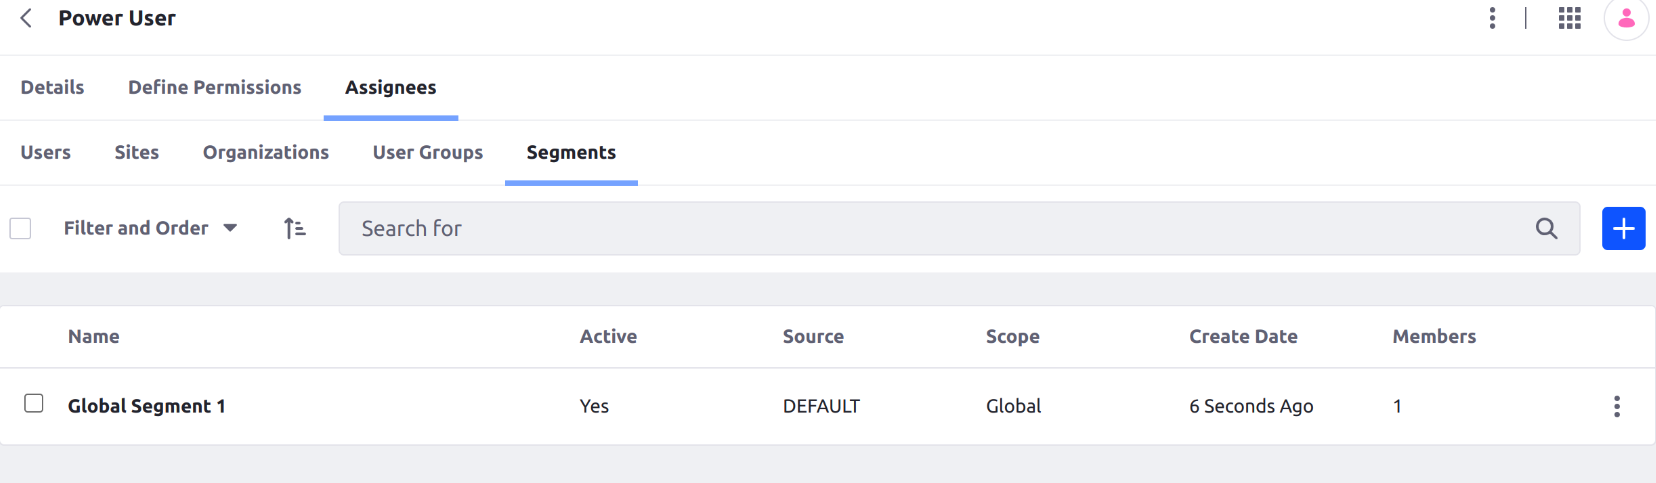 Power User
Details Define Permissions Assignees
Users Sites Organizations User Groups Segments
Filter and Order Search for
Name Active Source Scope Create Date Members
Global Segment 1 Yes DEFAULT Global 6 Seconds Ago 1